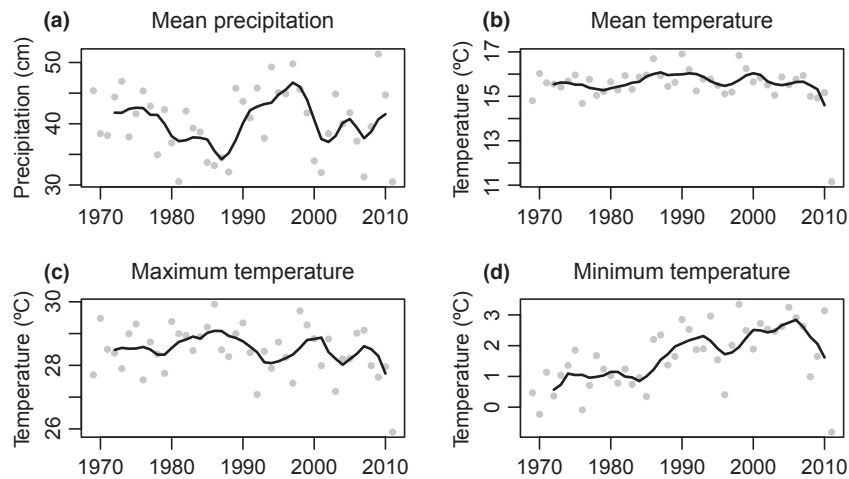 (a) Mean precipitation
Precipitation (cm)
50
40
30
1970 1980 1990 2000 2010
(b) Mean temperature
Temperature (ºC)
17
15
13
11
1970 1980 1990 2000 2010
(c) Maximum temperature
Temperature (ºC)
30
28
26
1970 1980 1990 2000 2010
(d) Minimum temperature
Temperature (ºC)
3
2
1
0
1970 1980 1990 2000 2010